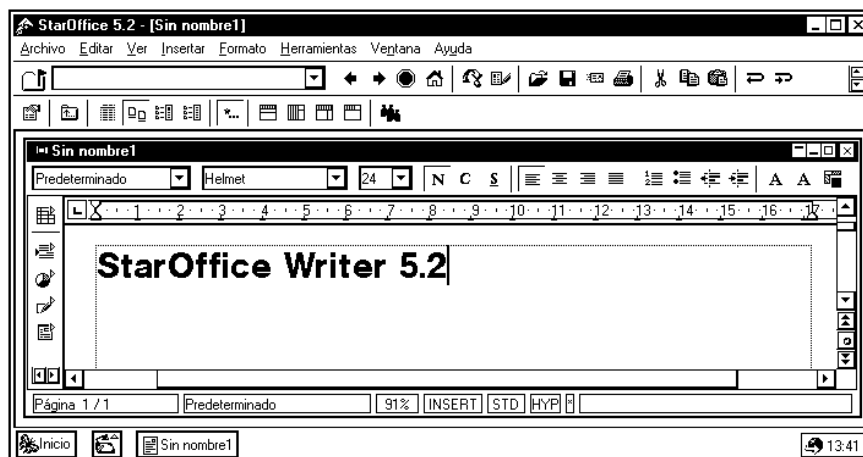 StarOffice 5.2 - [Sin nombre1]
Archivo Editar Ver Insertar Formato Herramientas Ventana Ayuda
Sin nombre1
Predeterminado Helmet 24 N C S A A
1 2 3 4 5 6 7 8 9 10 11 12 13 14 15 16 17
StarOffice Writer 5.2
Página 1 / 1 Predeterminado 91% INSERT STD HYP *
Inicio Sin nombre1 13:41